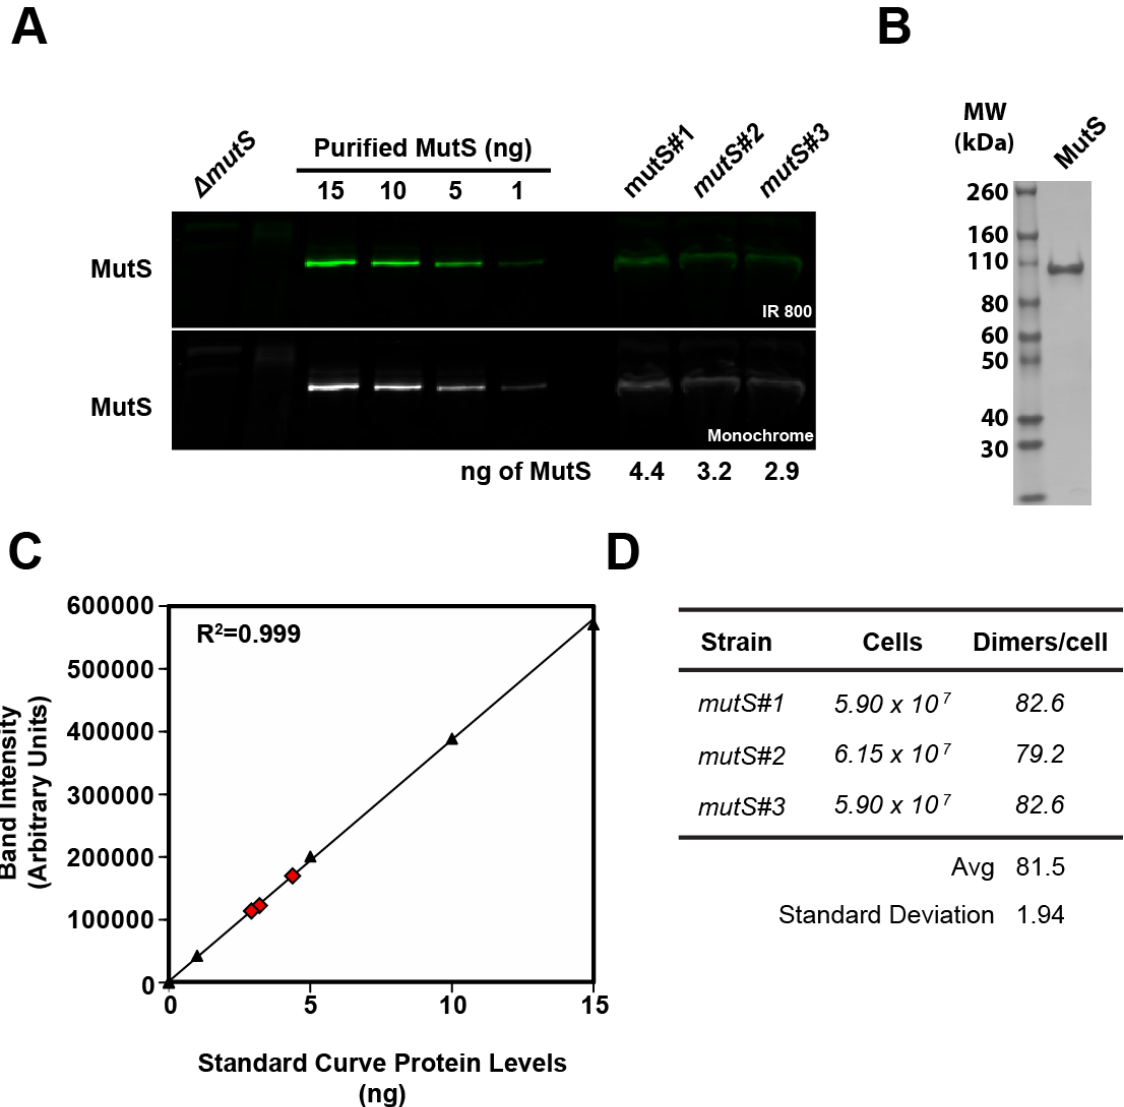 A
ΔmutS
Purified MutS (ng)
15 10 5 1
mutS#1
mutS#2
mutS#3
MutS
IR 800
MutS
Monochrome
ng of MutS 4.4 3.2 2.9
B
MW
(kDa)
MutS
260
160
110
80
60
50
40
30
C
R²=0.999
Band Intensity
(Arbitrary Units)
600000
500000
400000
300000
200000
100000
0
0 5 10 15
Standard Curve Protein Levels
(ng)
D
Strain Cells Dimers/cell
mutS#1 5.90 x 10⁷ 82.6
mutS#2 6.15 x 10⁷ 79.2
mutS#3 5.90 x 10⁷ 82.6
Avg 81.5
Standard Deviation 1.94